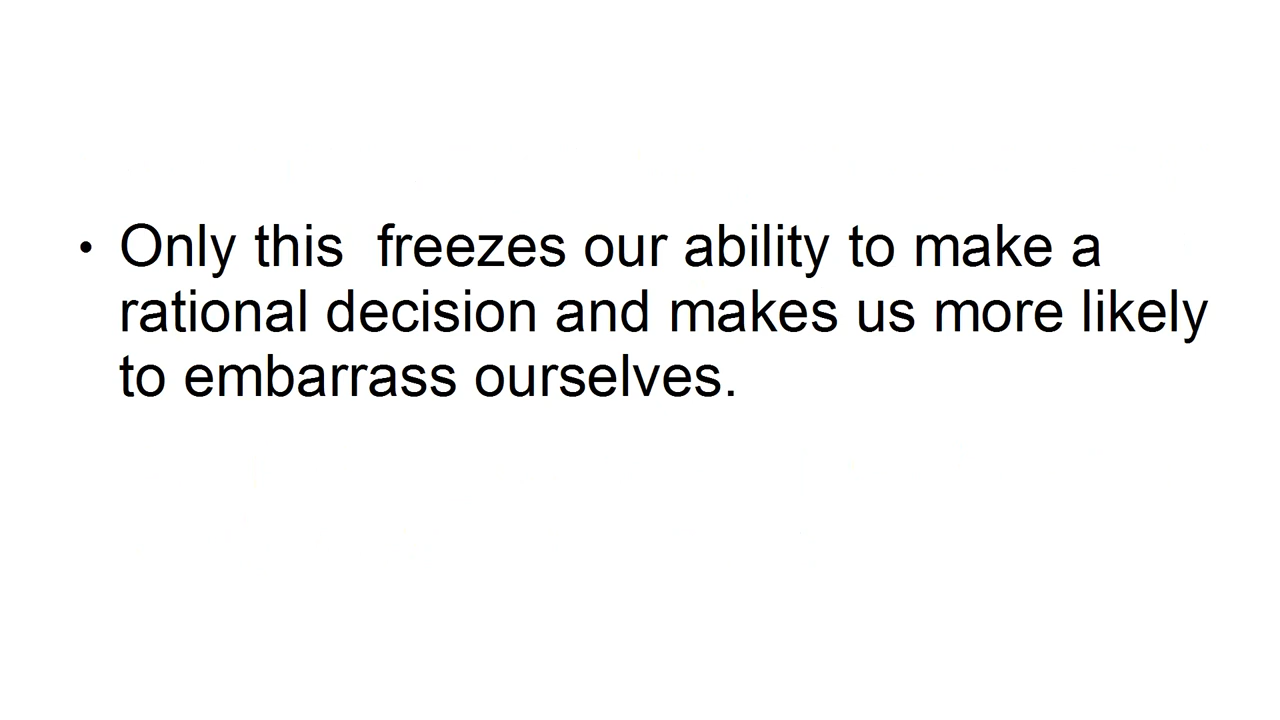 • Only this  freezes our ability to make a
rational decision and makes us more likely
to embarrass ourselves.